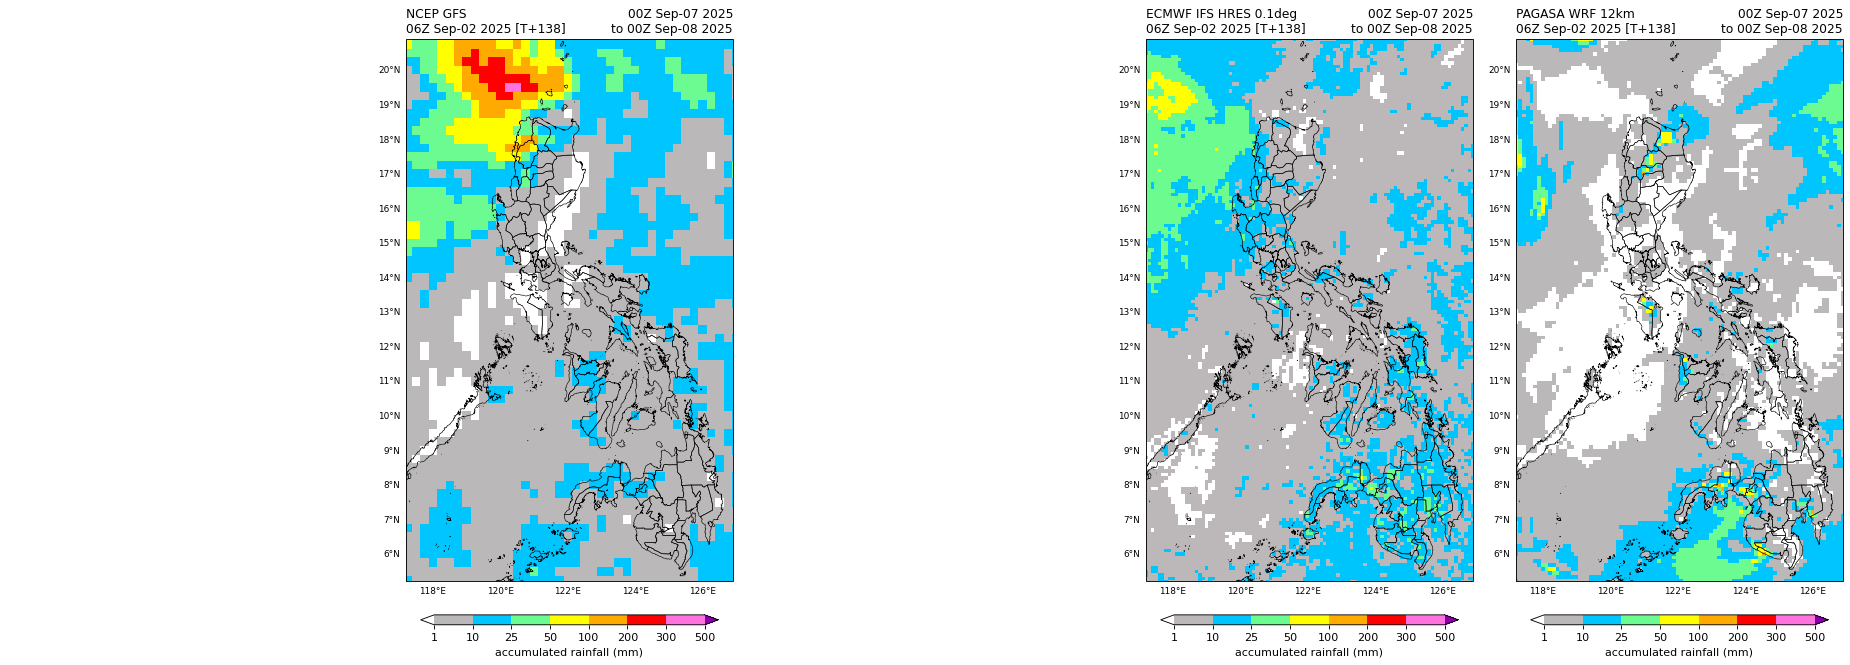 NCEP GFS
00Z Sep-07 2025
06Z Sep-02 2025 [T+138]
to 00Z Sep-08 2025
20°N
19°N
18°N
17°N
16°N
15°N
14°N
13°N
12°N
11°N
10°N
9°N
8°N
7°N
6°N
118°E 120°E 122°E 124°E 126°E
1 10 25 50 100 200 300 500
accumulated rainfall (mm)
ECMWF IFS HRES 0.1deg
00Z Sep-07 2025
06Z Sep-02 2025 [T+138]
to 00Z Sep-08 2025
20°N
19°N
18°N
17°N
16°N
15°N
14°N
13°N
12°N
11°N
10°N
9°N
8°N
7°N
6°N
118°E 120°E 122°E 124°E 126°E
1 10 25 50 100 200 300 500
accumulated rainfall (mm)
PAGASA WRF 12km
00Z Sep-07 2025
06Z Sep-02 2025 [T+138]
to 00Z Sep-08 2025
20°N
19°N
18°N
17°N
16°N
15°N
14°N
13°N
12°N
11°N
10°N
9°N
8°N
7°N
6°N
118°E 120°E 122°E 124°E 126°E
1 10 25 50 100 200 300 500
accumulated rainfall (mm)